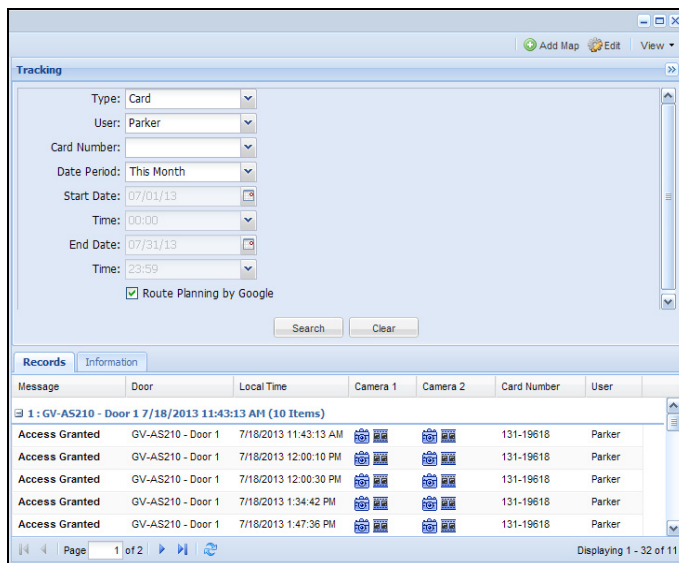 Add Map Edit View
Tracking
Type: Card
User: Parker
Card Number:
Date Period: This Month
Start Date: 07/01/13
Time: 00:00
End Date: 07/31/13
Time: 23:59
Route Planning by Google
Search Clear
Records Information
Message Door Local Time Camera 1 Camera 2 Card Number User
1 : GV-AS210 - Door 1 7/18/2013 11:43:13 AM (10 Items)
Access Granted GV-AS210 - Door 1 7/18/2013 11:43:13 AM 131-19618 Parker
Access Granted GV-AS210 - Door 1 7/18/2013 12:00:10 PM 131-19618 Parker
Access Granted GV-AS210 - Door 1 7/18/2013 12:00:30 PM 131-19618 Parker
Access Granted GV-AS210 - Door 1 7/18/2013 1:34:42 PM 131-19618 Parker
Access Granted GV-AS210 - Door 1 7/18/2013 1:47:36 PM 131-19618 Parker
Page 1 of 2 Displaying 1 - 32 of 11